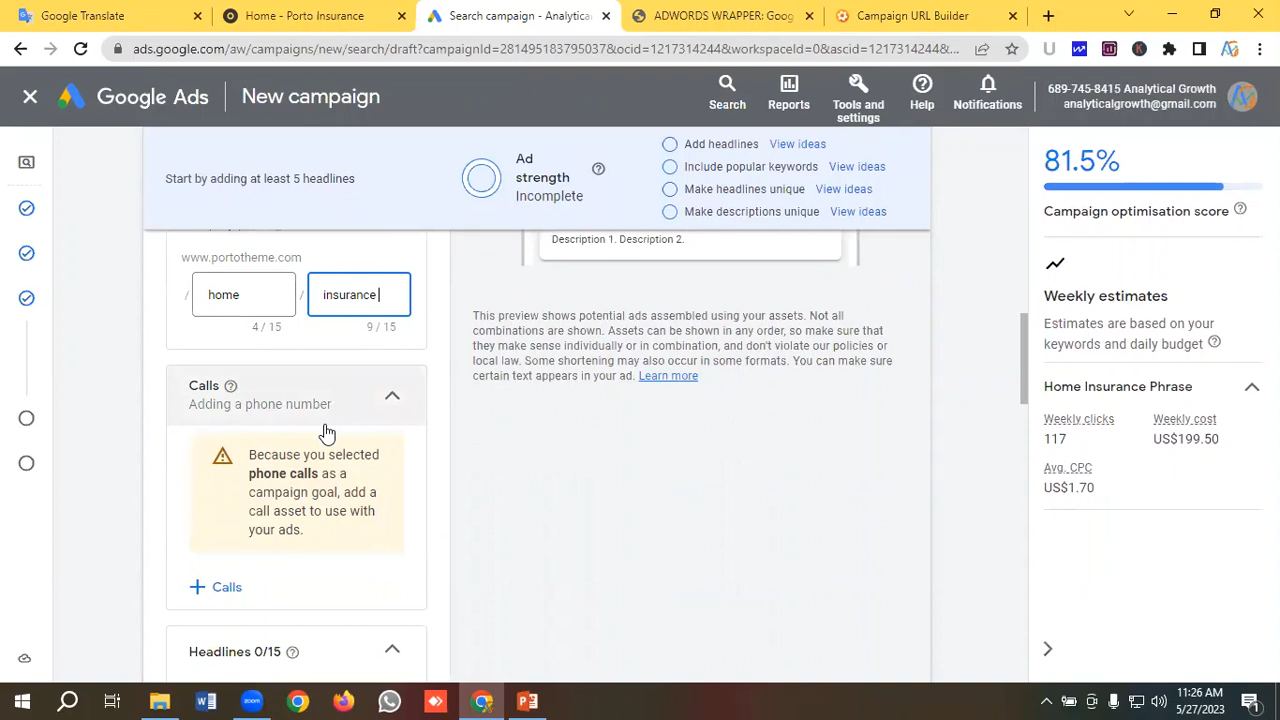 Google Translate
Home - Porto Insurance
Search campaign - Analytica
ADWORDS WRAPPER: Goog
Campaign URL Builder
ads.google.com/aw/campaigns/new/search/draft?campaignId=281495183795037&ocid=1217314244&workspaceId=0&ascid=1217314244&...
Google Ads
New campaign
Search
Reports
Tools and settings
Help
Notifications
689-745-8415 Analytical Growth
analyticalgrowth@gmail.com
Start by adding at least 5 headlines
Ad
strength
Incomplete
Add headlines View ideas
Include popular keywords View ideas
Make headlines unique View ideas
Make descriptions unique View ideas
www.portotheme.com
/ home / insurance
4 / 15
9 / 15
Calls
Adding a phone number
Because you selected
phone calls as a
campaign goal, add a
call asset to use with
your ads.
+ Calls
Headlines 0/15
Description 1. Description 2.
This preview shows potential ads assembled using your assets. Not all
combinations are shown. Assets can be shown in any order, so make sure that
they make sense individually or in combination, and don't violate our policies or
local law. Some shortening may also occur in some formats. You can make sure
certain text appears in your ad. Learn more
81.5%
Campaign optimisation score
Weekly estimates
Estimates are based on your
keywords and daily budget
Home Insurance Phrase
Weekly clicks Weekly cost
117 US$199.50
Avg. CPC
US$1.70
11:26 AM
5/27/2023